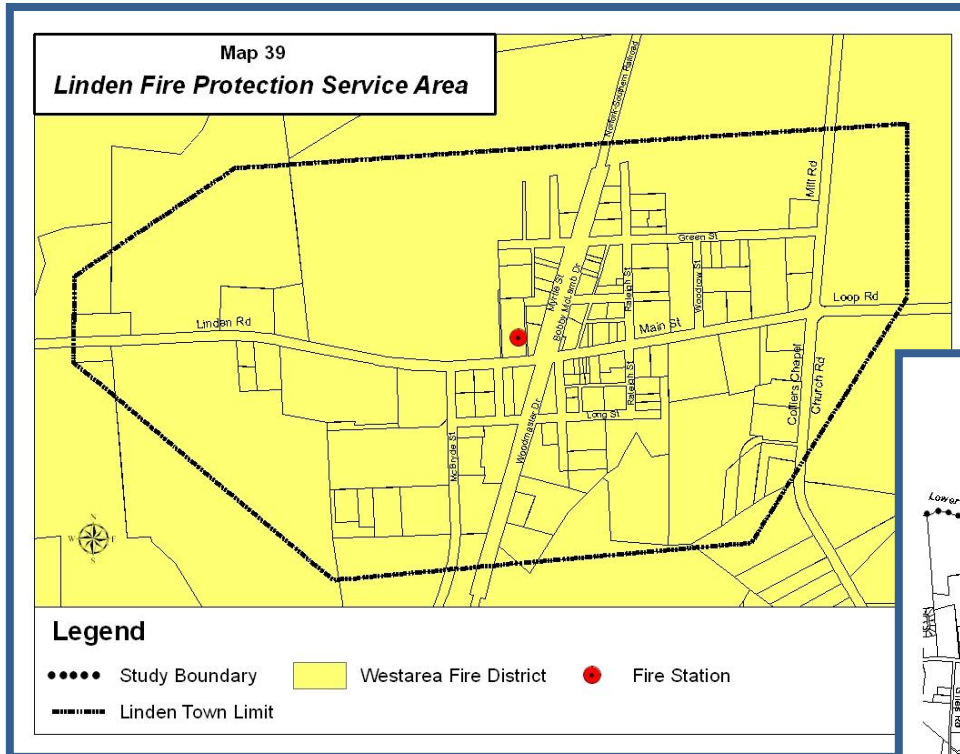 Map 39
Linden Fire Protection Service Area
Norfolk-Southern Railroad
Mill Rd
Green St
Myrtle St
Bobby McLamb Dr
Raleigh St
Woodrow St
Loop Rd
Main St
Linden Rd
Colliers Chapel
Church Rd
Raleigh St
Long St
Woodmaster Dr
McBryde St
N
W
E
S
Lower
Legend
Study Boundary
Westarea Fire District
Fire Station
Linden Town Limit